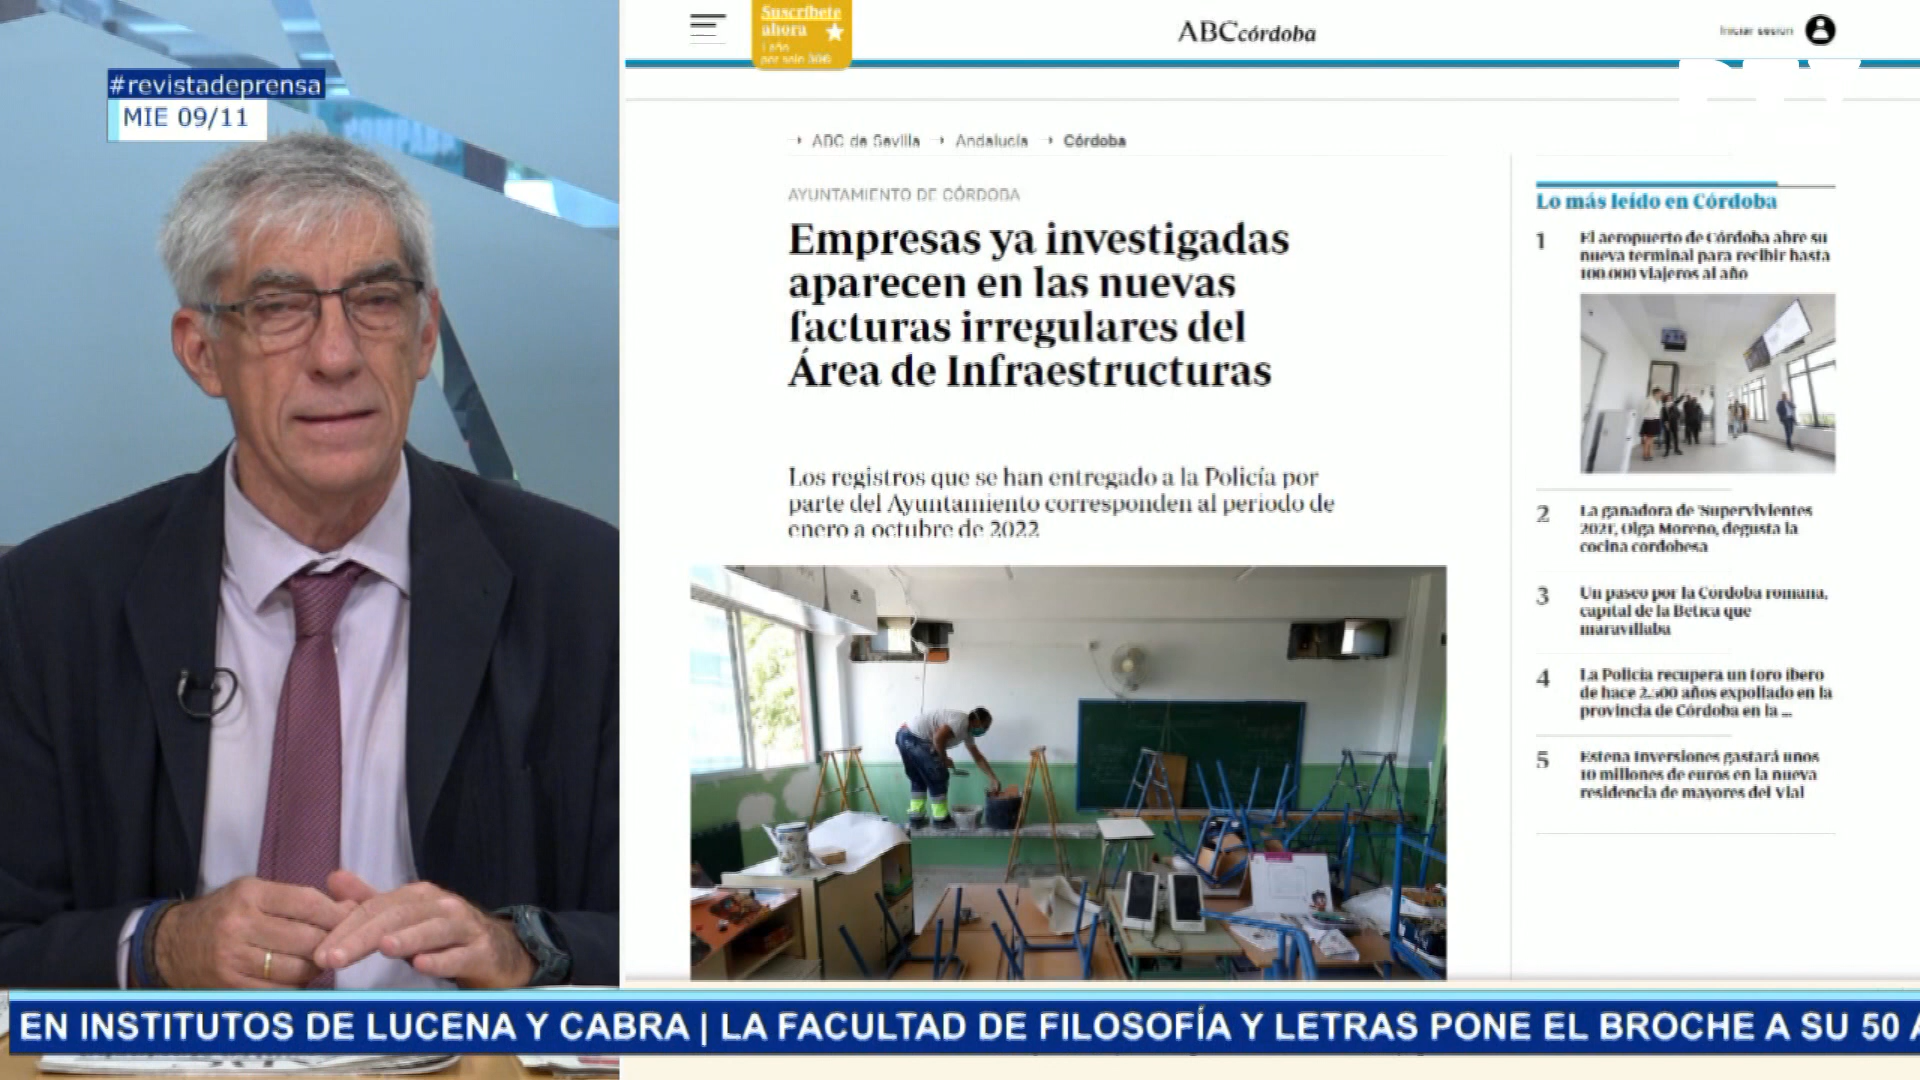 #revistadeprensa
MIE 09/11
Suscríbete
ahora
1 año
por solo
ABCcórdoba
Iniciar sesión
→ ABC de Sevilla → Andalucía → Córdoba
AYUNTAMIENTO DE CÓRDOBA
Empresas ya investigadas
aparecen en las nuevas
facturas irregulares del
Área de Infraestructuras
Los registros que se han entregado a la Policía por
parte del Ayuntamiento corresponden al periodo de
enero a octubre de 2022
Lo más leído en Córdoba
1
El aeropuerto de Córdoba abre su
nueva terminal para recibir hasta
100.000 viajeros al año
2
La ganadora de 'Supervivientes
2021', Olga Moreno, degusta la
cocina cordobesa
3
Un paseo por la Córdoba romana,
capital de la Bética que
maravillaba
4
La Policía recupera un toro íbero
de hace 2.500 años expoliado en la
provincia de Córdoba en la ...
5
Estena Inversiones gastará unos
10 millones de euros en la nueva
residencia de mayores del Vial
EN INSTITUTOS DE LUCENA Y CABRA | LA FACULTAD DE FILOSOFÍA Y LETRAS PONE EL BROCHE A SU 50 A